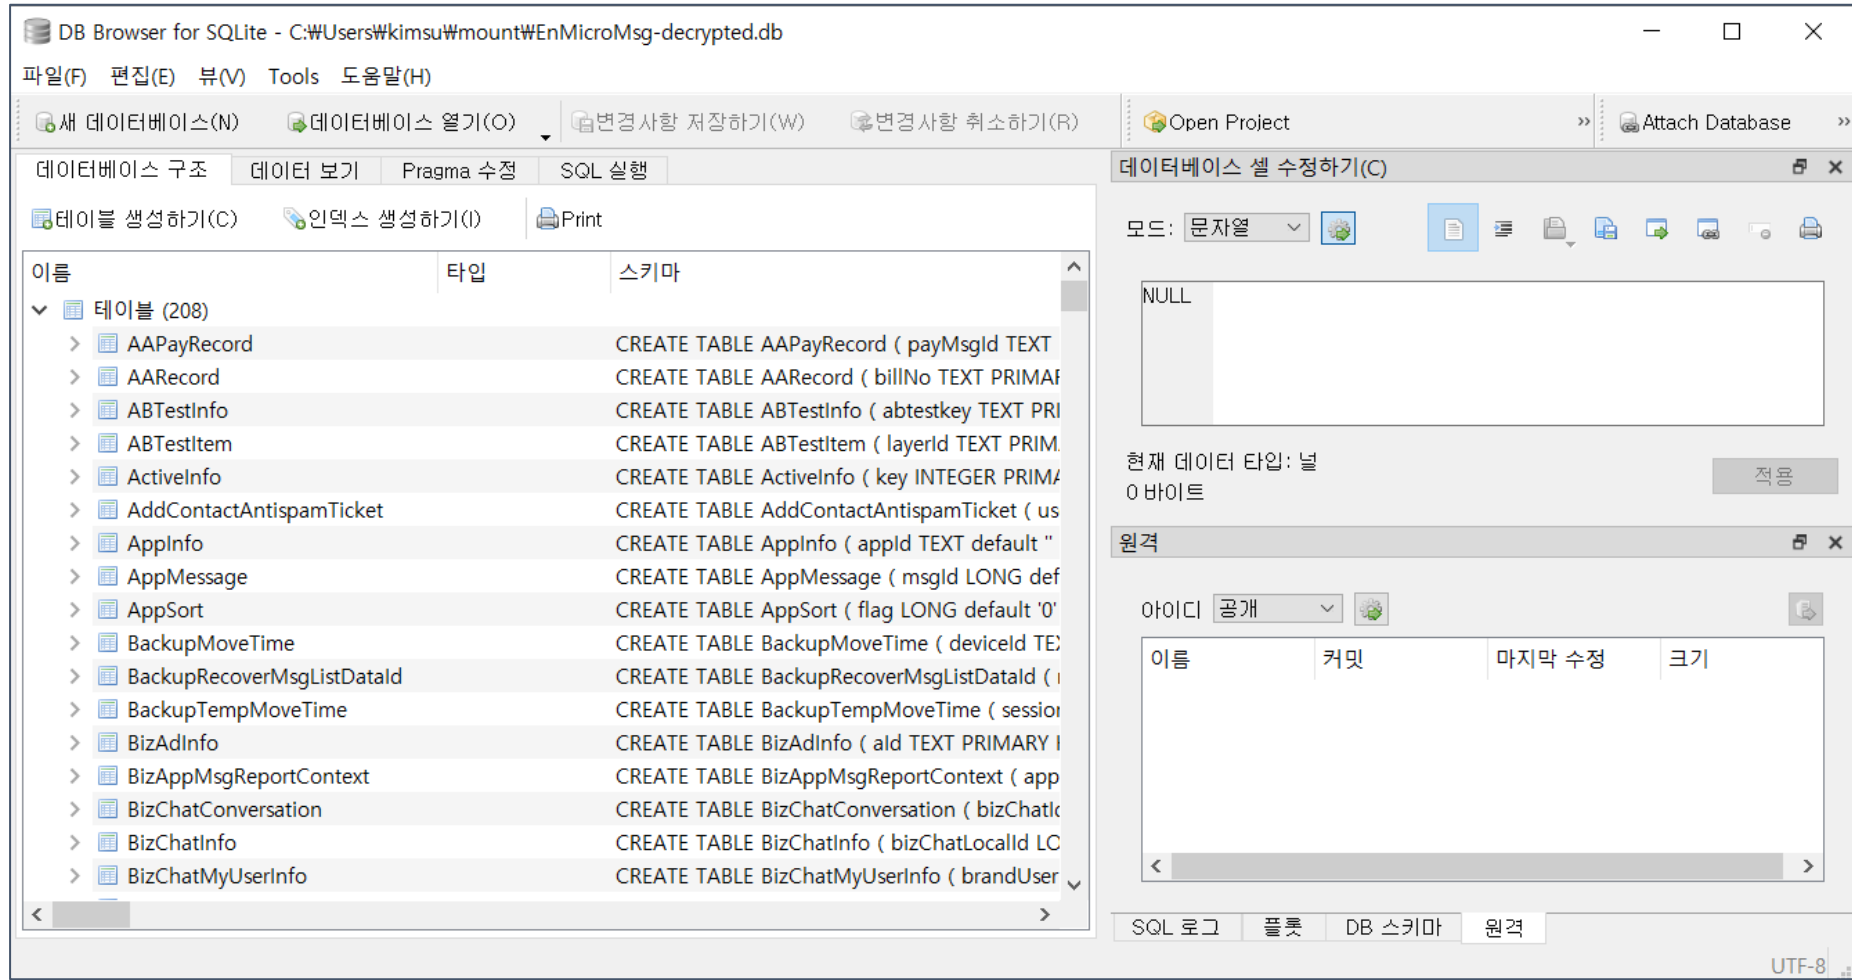 DB Browser for SQLite - C:₩Users₩kimsu₩mount₩EnMicroMsg-decrypted.db
파일(F) 편집(E) 뷰(V) Tools 도움말(H)
새 데이터베이스(N) 데이터베이스 열기(O) 변경사항 저장하기(W) 변경사항 취소하기(R) Open Project » Attach Database »
데이터베이스 구조 데이터 보기 Pragma 수정 SQL 실행
테이블 생성하기(C) 인덱스 생성하기(I) Print
이름 타입 스키마
테이블 (208)
AAPayRecord CREATE TABLE AAPayRecord ( payMsgId TEXT
AARecord CREATE TABLE AARecord ( billNo TEXT PRIMAR
ABTestInfo CREATE TABLE ABTestInfo ( abtestkey TEXT PRI
ABTestItem CREATE TABLE ABTestItem ( layerId TEXT PRIM
ActiveInfo CREATE TABLE ActiveInfo ( key INTEGER PRIMA
AddContactAntispamTicket CREATE TABLE AddContactAntispamTicket ( us
AppInfo CREATE TABLE AppInfo ( appId TEXT default ''
AppMessage CREATE TABLE AppMessage ( msgId LONG def
AppSort CREATE TABLE AppSort ( flag LONG default '0'
BackupMoveTime CREATE TABLE BackupMoveTime ( deviceId TEX
BackupRecoverMsgListDataId CREATE TABLE BackupRecoverMsgListDataId (
BackupTempMoveTime CREATE TABLE BackupTempMoveTime ( session
BizAdInfo CREATE TABLE BizAdInfo ( aId TEXT PRIMARY
BizAppMsgReportContext CREATE TABLE BizAppMsgReportContext ( app
BizChatConversation CREATE TABLE BizChatConversation ( bizChatId
BizChatInfo CREATE TABLE BizChatInfo ( bizChatLocalId LO
BizChatMyUserInfo CREATE TABLE BizChatMyUserInfo ( brandUser
데이터베이스 셀 수정하기(C)
모드: 문자열
NULL
현재 데이터 타입: 널
0 바이트
적용
원격
아이디 공개
이름 커밋 마지막 수정 크기
SQL 로그 플롯 DB 스키마 원격
UTF-8